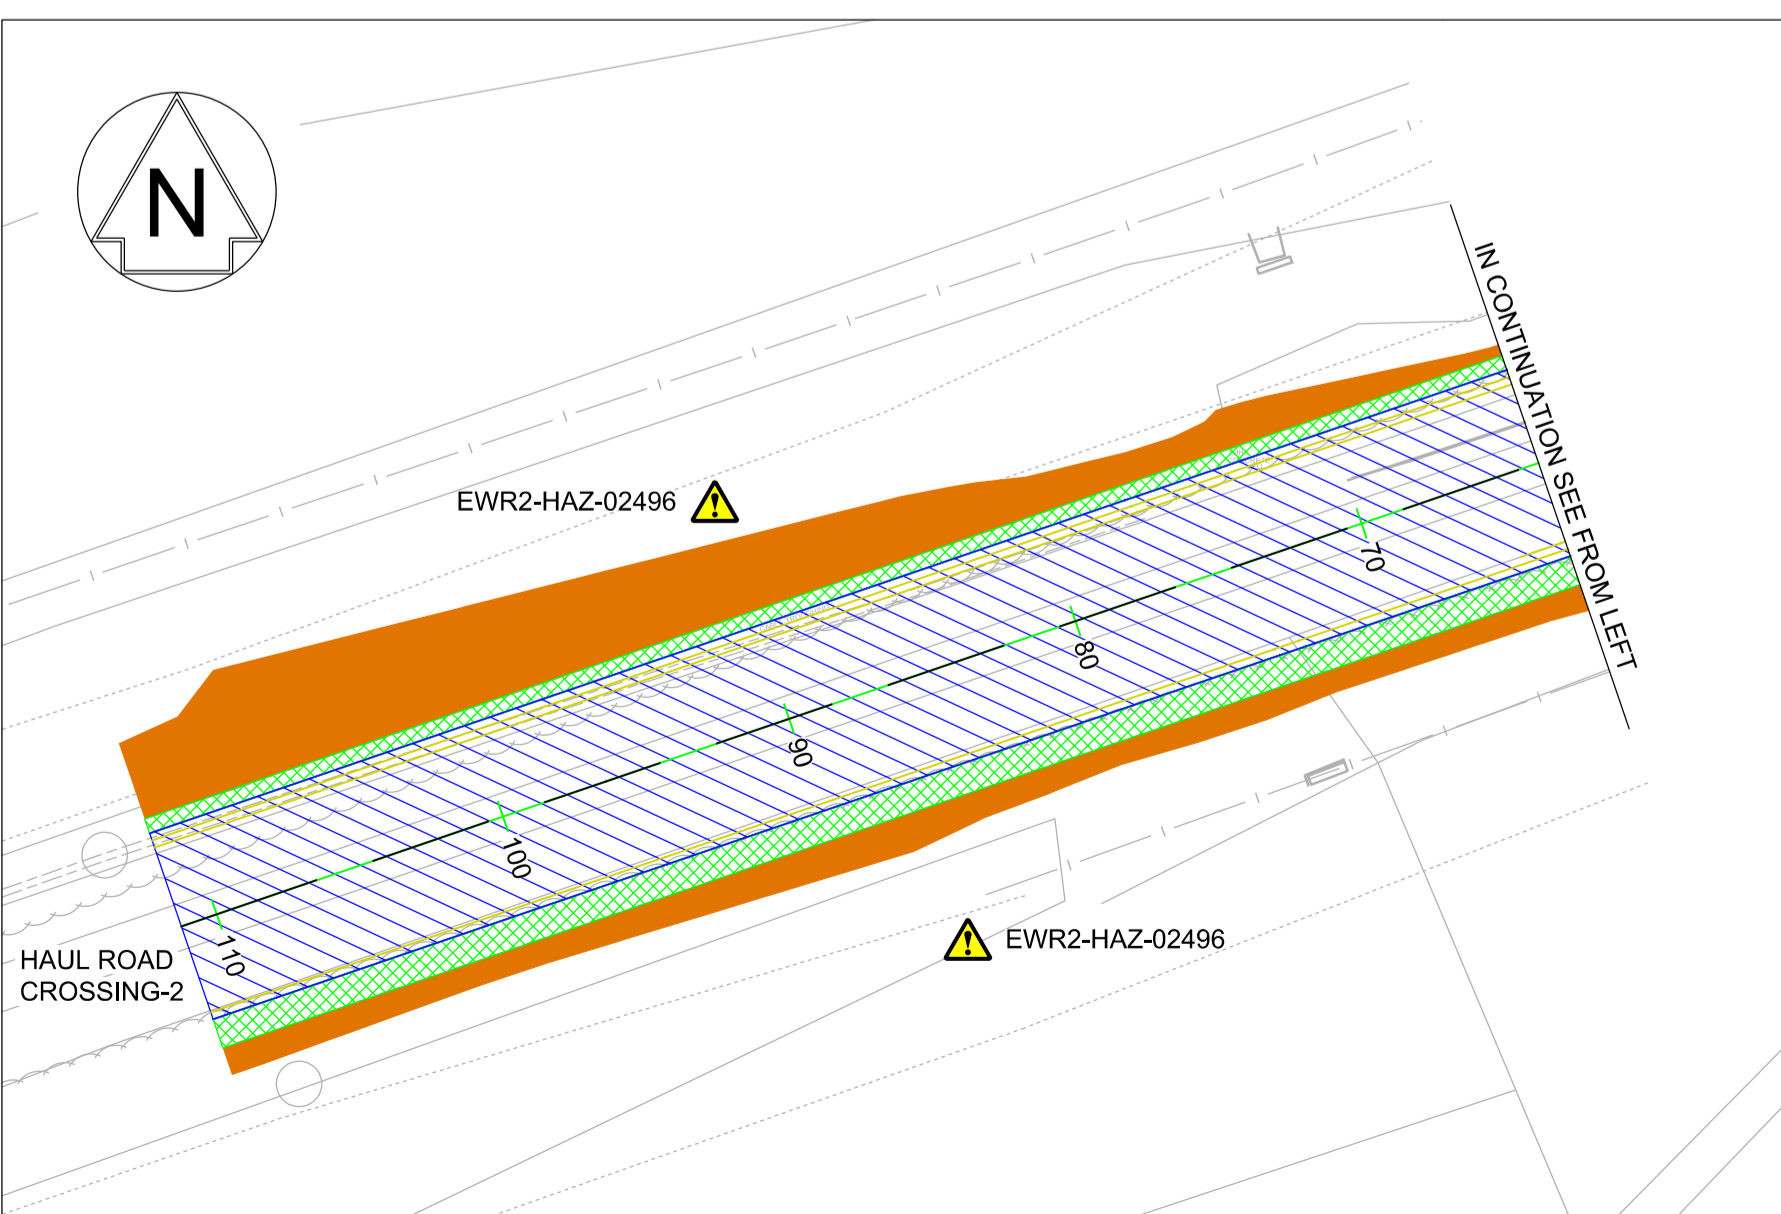 N
IN CONTINUATION SEE FROM LEFT
EWR2-HAZ-02496
70
80
90
100
110
EWR2-HAZ-02496
HAUL ROAD
CROSSING-2